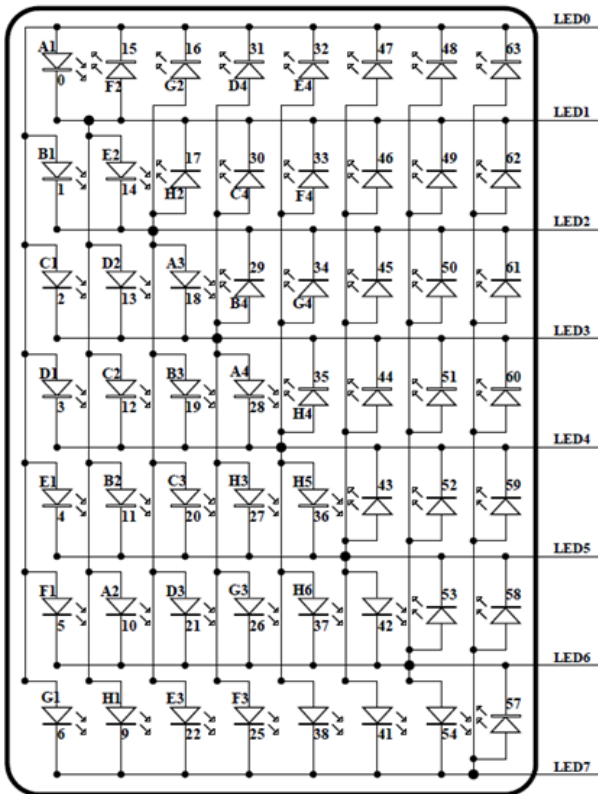 LED0
A1 15 16 31 32 47 48 63
0 F2 G2 D4 E4
LED1
B1 E2 17 30 33 46 49 62
1 14 H2 C4 F4
LED2
C1 D2 A3 29 34 45 50 61
2 13 18 B4 G4
LED3
D1 C2 B3 A4 35 44 51 60
3 12 19 28 H4
LED4
E1 B2 C3 H3 H5 43 52 59
4 11 20 27 36
LED5
F1 A2 D3 G3 H6 53 58
5 10 21 26 37 42
LED6
G1 H1 E3 F3 57
6 9 22 25 38 41 54
LED7